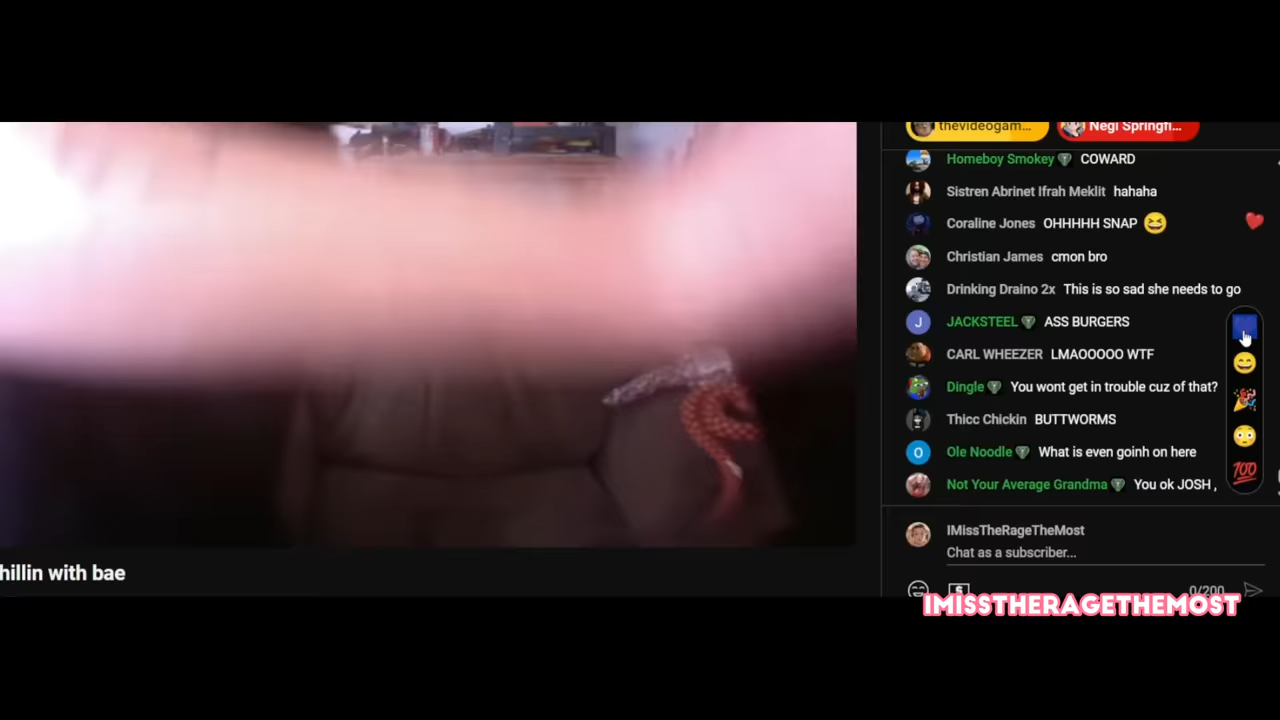 thevideogam...
Negi Springfi...
Homeboy Smokey COWARD
Sistren Abrinet Ifrah Meklit hahaha
Coraline Jones OHHHHH SNAP
Christian James cmon bro
Drinking Draino 2x This is so sad she needs to go
JACKSTEEL ASS BURGERS
CARL WHEEZER LMAOOOOO WTF
Dingle You wont get in trouble cuz of that?
Thicc Chickin BUTTWORMS
Ole Noodle What is even goinh on here
Not Your Average Grandma You ok JOSH ,
J
O
100
IMissTheRageTheMost
Chat as a subscriber...
hillin with bae
$
0/200
IMISSTHERAGETHEMOST